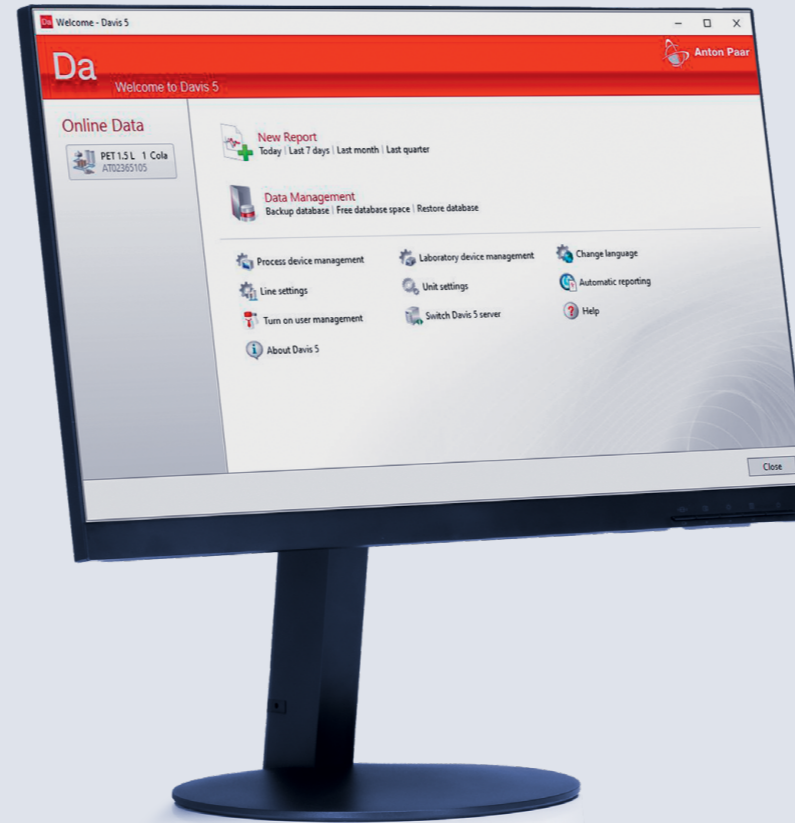 Da Welcome - Davis 5
Da
Anton Paar
Welcome to Davis 5
Online Data
PET 1.5 L 1 Cola
AT02365105
New Report
Today | Last 7 days | Last month | Last quarter
Data Management
Backup database | Free database space | Restore database
Process device management
Laboratory device management
Change language
Line settings
Unit settings
Automatic reporting
Turn on user management
Switch Davis 5 server
Help
About Davis 5
Close